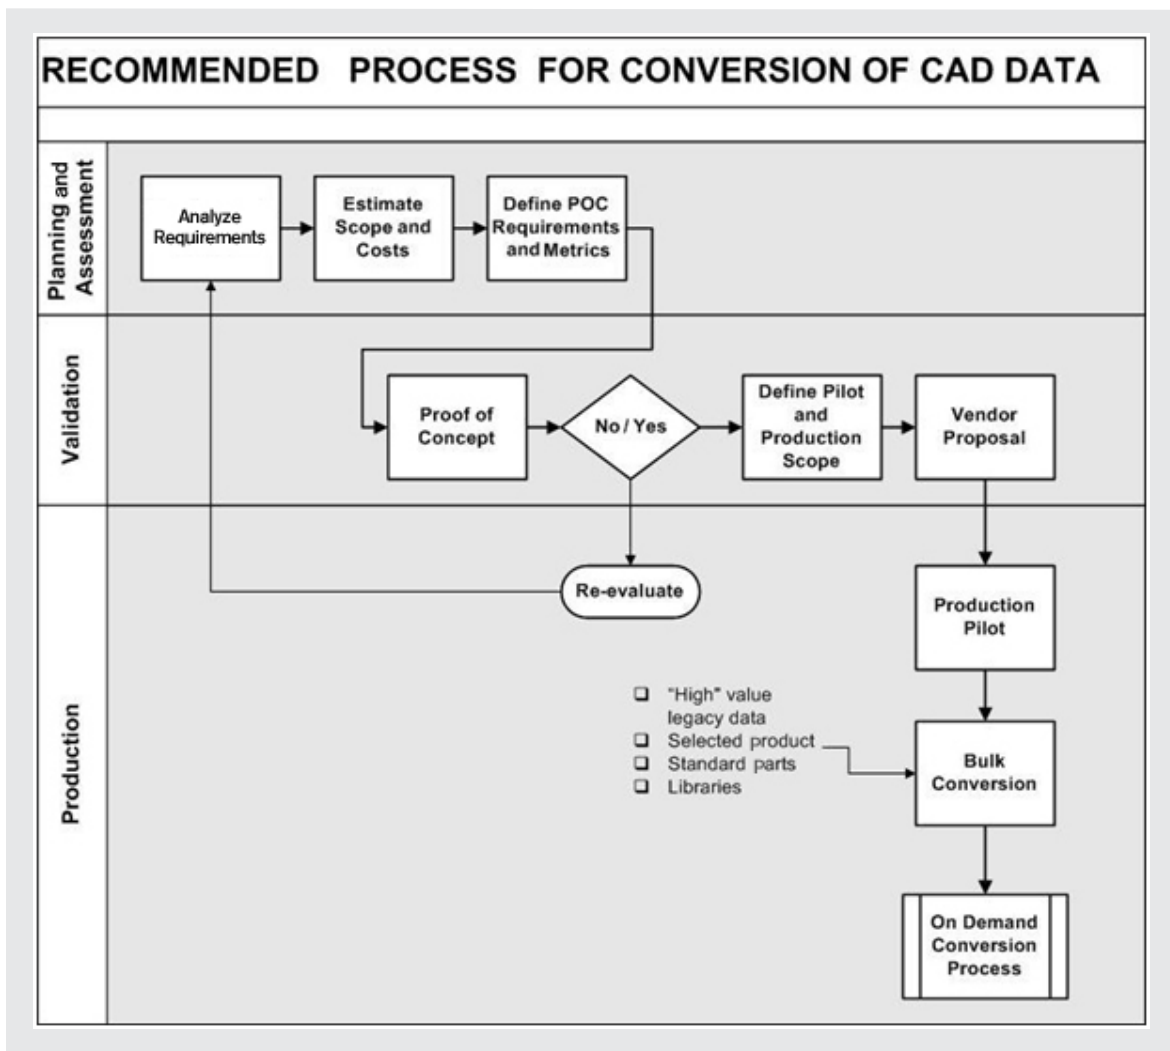 RECOMMENDED PROCESS FOR CONVERSION OF CAD DATA
Planning and
Assessment
Analyze
Requirements
Estimate
Scope and
Costs
Define POC
Requirements
and Metrics
Validation
Proof of
Concept
No / Yes
Define Pilot
and
Production
Scope
Vendor
Proposal
Production
Re-evaluate
Production
Pilot
"High" value
legacy data
Selected product
Standard parts
Libraries
Bulk
Conversion
On Demand
Conversion
Process